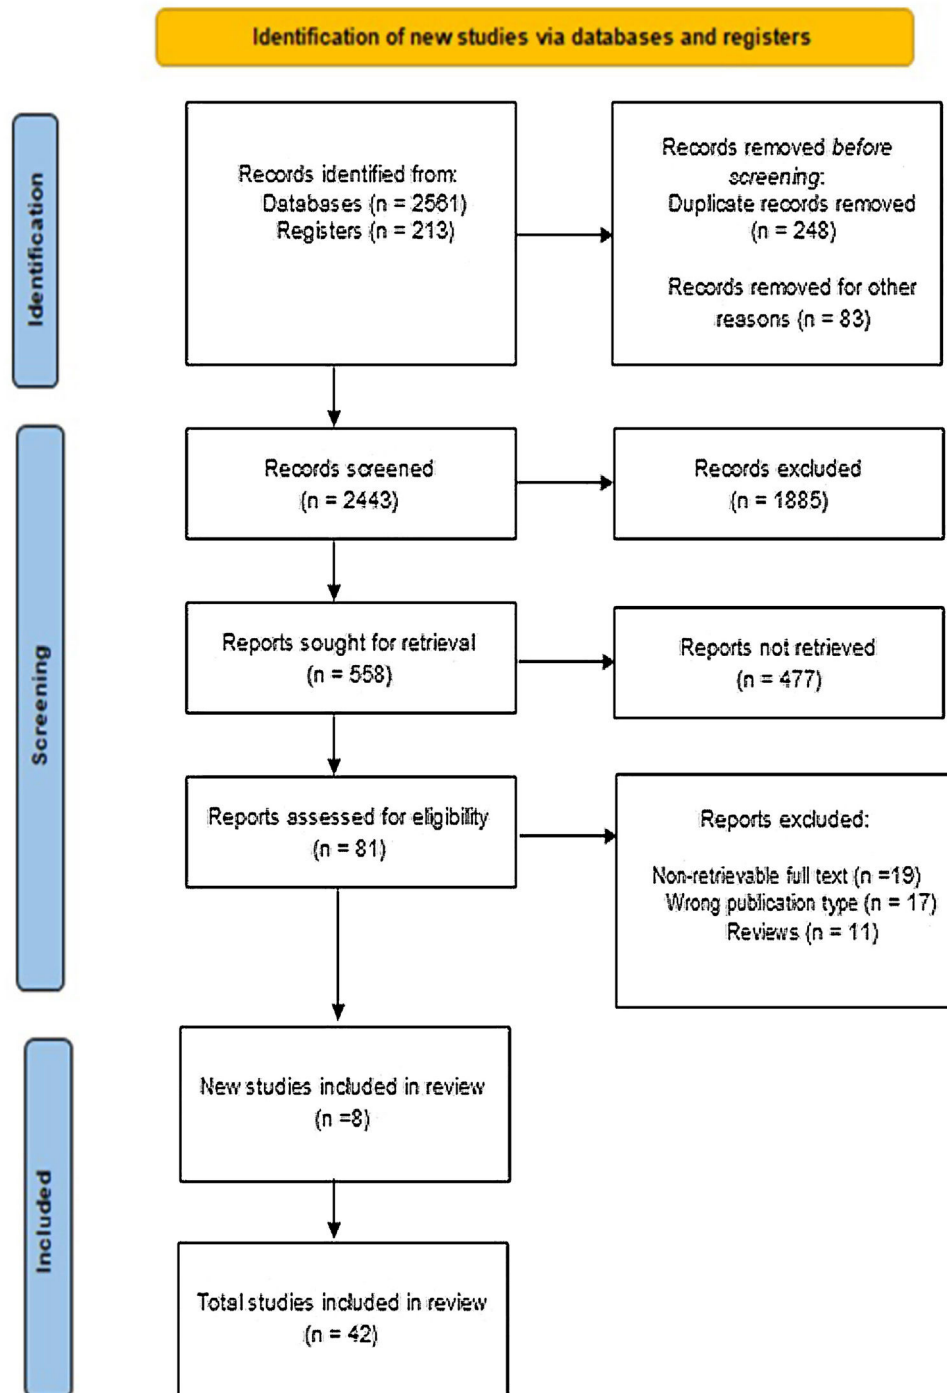 Identification of new studies via databases and registers
Identification
Records identified from:
Databases (n = 2561)
Registers (n = 213)
Records removed before
screening:
Duplicate records removed
(n = 248)
Records removed for other
reasons (n = 83)
Screening
Records screened
(n = 2443)
Records excluded
(n = 1885)
Reports sought for retrieval
(n = 558)
Reports not retrieved
(n = 477)
Reports assessed for eligibility
(n = 81)
Reports excluded:
Non-retrievable full text (n =19)
Wrong publication type (n = 17)
Reviews (n = 11)
Included
New studies included in review
(n =8)
Total studies included in review
(n = 42)